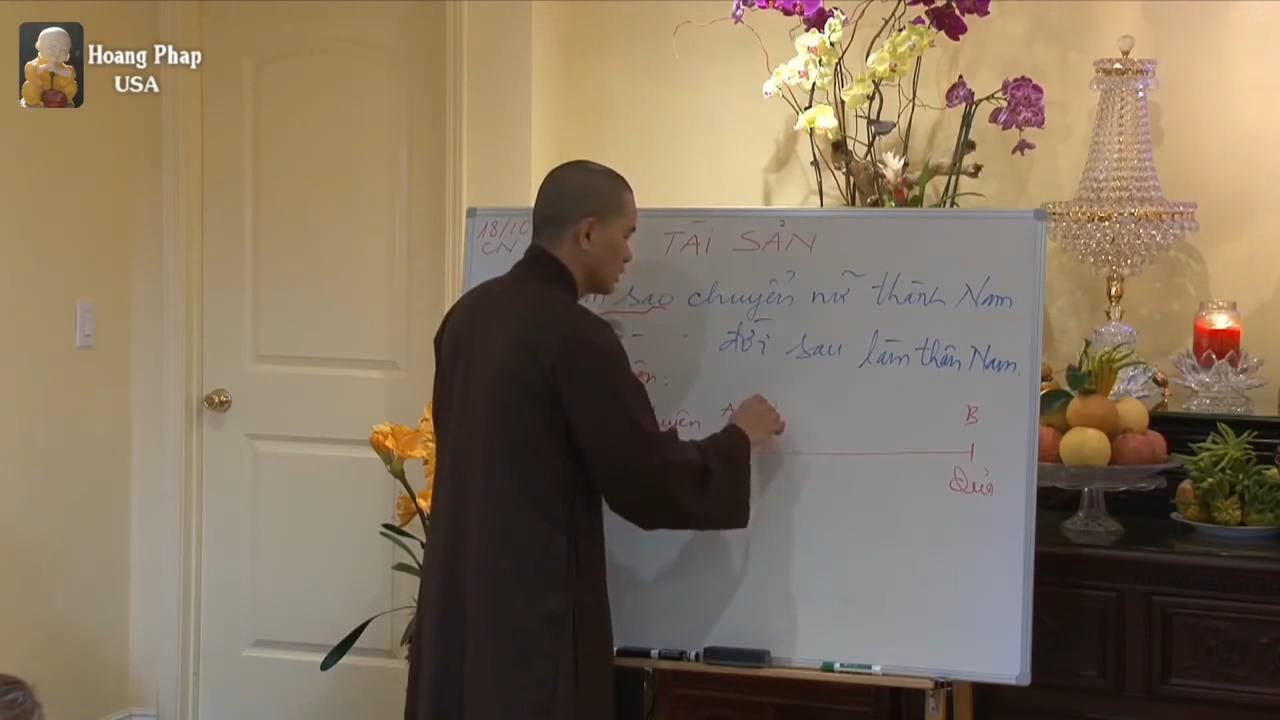 Hoang Phap
USA
18/10
CN
TÀI SẢN
sao chuyển nữ thành Nam
đời sau làm thân Nam.
A
B
Quả